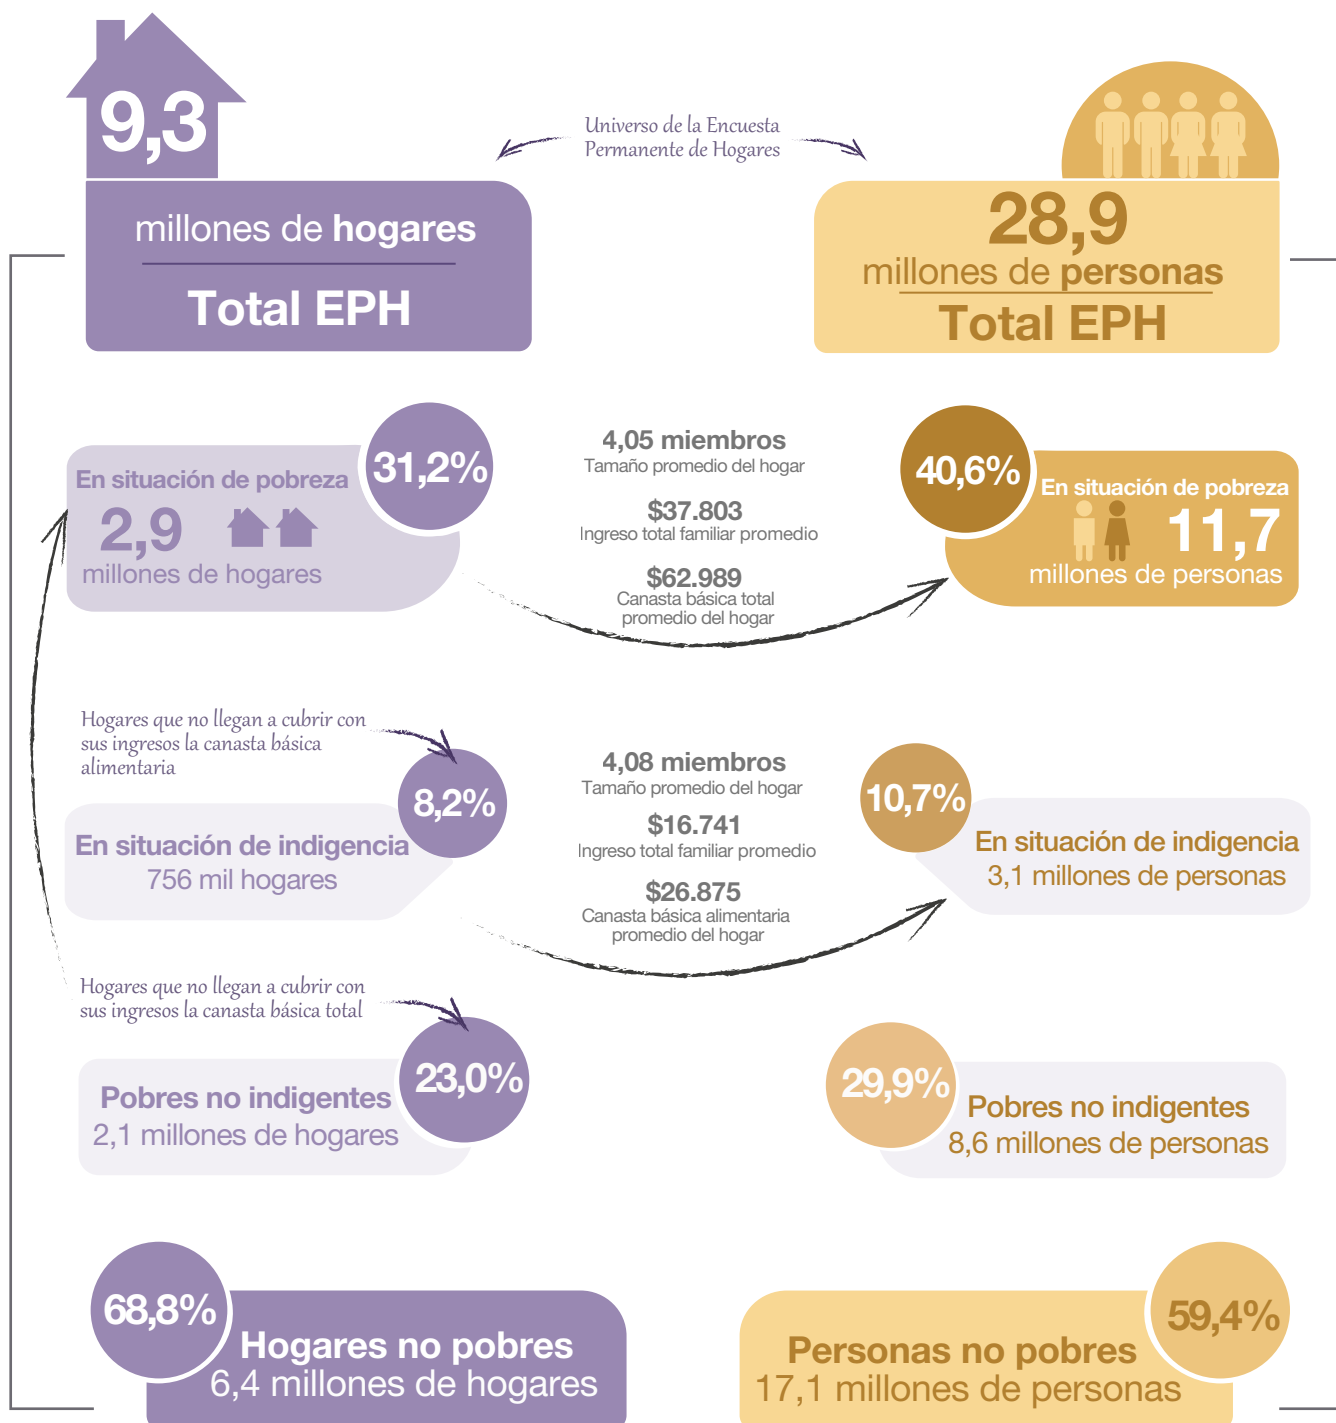 9,3
millones de hogares
Total EPH
Universo de la Encuesta
Permanente de Hogares
28,9
millones de personas
Total EPH
31,2%
En situación de pobreza
2,9
millones de hogares
4,05 miembros
Tamaño promedio del hogar
$37.803
Ingreso total familiar promedio
$62.989
Canasta básica total
promedio del hogar
40,6%
En situación de pobreza
11,7
millones de personas
Hogares que no llegan a cubrir con
sus ingresos la canasta básica
alimentaria
8,2%
En situación de indigencia
756 mil hogares
4,08 miembros
Tamaño promedio del hogar
$16.741
Ingreso total familiar promedio
$26.875
Canasta básica alimentaria
promedio del hogar
10,7%
En situación de indigencia
3,1 millones de personas
Hogares que no llegan a cubrir con
sus ingresos la canasta básica total
23,0%
Pobres no indigentes
2,1 millones de hogares
29,9%
Pobres no indigentes
8,6 millones de personas
68,8%
Hogares no pobres
6,4 millones de hogares
59,4%
Personas no pobres
17,1 millones de personas